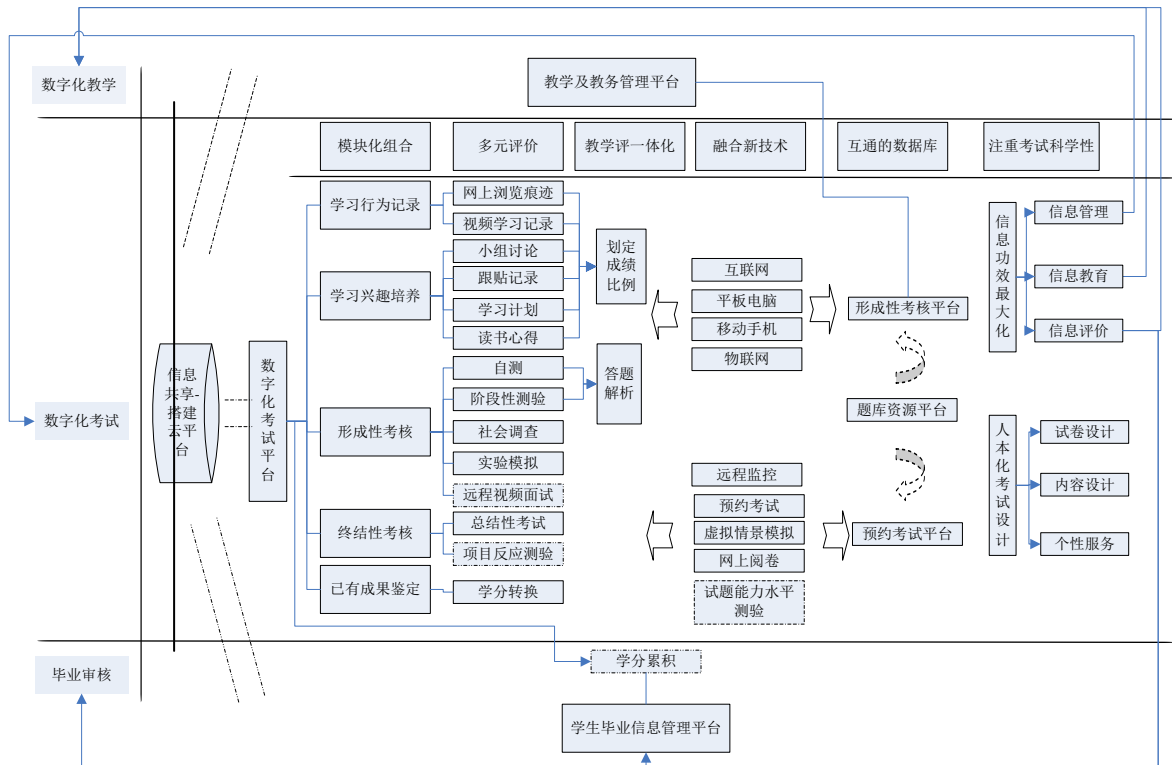 数字化教学
教学及教务管理平台
模块化组合
多元评价
教学评一体化
融合新技术
互通的数据库
注重考试科学性
学习行为记录
学习兴趣培养
形成性考核
终结性考核
已有成果鉴定
网上浏览痕迹
视频学习记录
小组讨论
跟贴记录
学习计划
读书心得
自测
阶段性测验
社会调查
实验模拟
远程视频面试
总结性考试
项目反应测验
学分转换
划定
成绩
比例
答题
解析
互联网
平板电脑
移动手机
物联网
远程监控
预约考试
虚拟情景模拟
网上阅卷
试题能力水平
测验
形成性考核平台
题库资源平台
预约考试平台
信息功效最大化
信息管理
信息教育
信息评价
人本化考试设计
试卷设计
内容设计
个性服务
数字化考试
信息
共享-
搭建
云平
台
数字化考试平台
毕业审核
学分累积
学生毕业信息管理平台